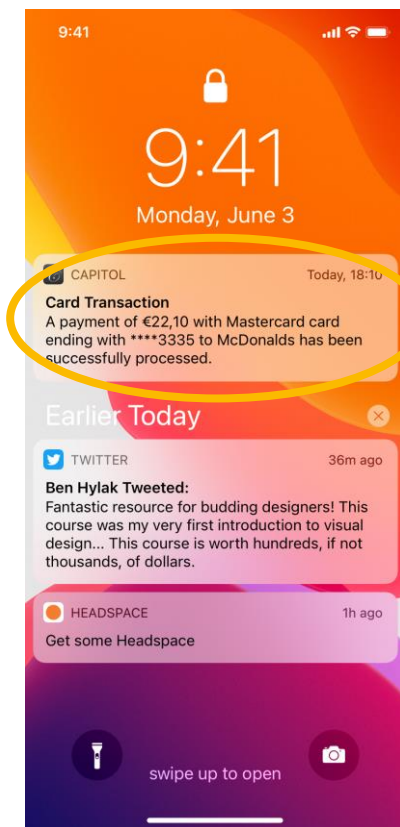 9:41
9:41
Monday, June 3
CAPITOL Today, 18:10
Card Transaction
A payment of €22,10 with Mastercard card
ending with ****3335 to McDonalds has been
successfully processed.
Earlier Today
TWITTER 36m ago
Ben Hylak Tweeted:
Fantastic resource for budding designers! This
course was my very first introduction to visual
design... This course is worth hundreds, if not
thousands, of dollars.
HEADSPACE 1h ago
Get some Headspace
swipe up to open